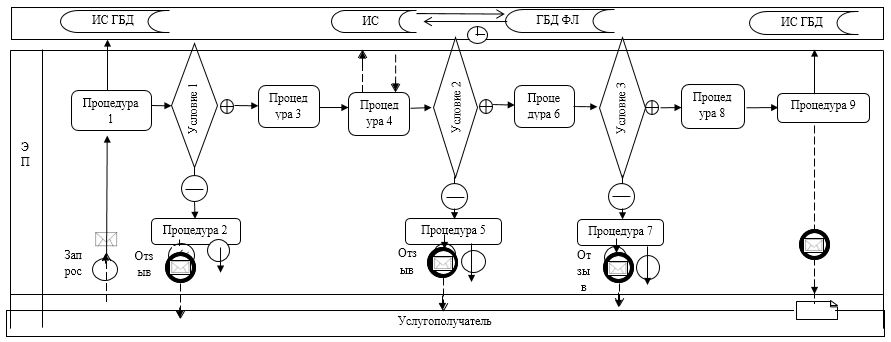 ИС ГБД
ИС
ГБД ФЛ
ИС ГБД
Э
П
Процедура
1
Условие 1
Процед
ура 3
Процед
ура 4
Условие 2
Проце
дура 6
Условие 3
Процед
ура 8
Процедура 9
Процедура 2
Процедура 5
Процедура 7
Зап
рос
Отз
ыв
Отз
ыв
От
зы
в
Услугополучатель